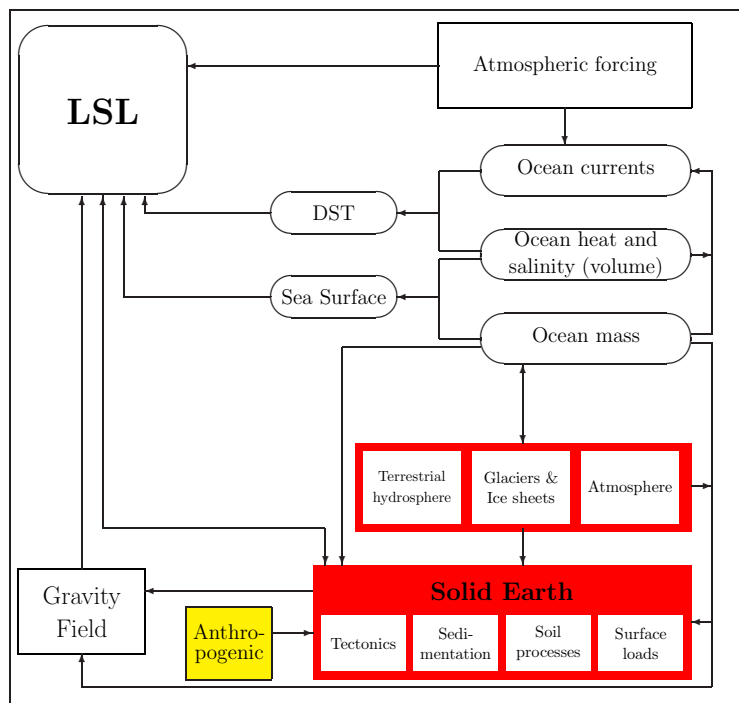 LSL
Atmospheric forcing
Ocean currents
DST
Ocean heat and
salinity (volume)
Sea Surface
Ocean mass
Terrestrial
hydrosphere
Glaciers &
Ice sheets
Atmosphere
Gravity
Field
Solid Earth
Anthro-
pogenic
Tectonics
Sedi-
mentation
Soil
processes
Surface
loads